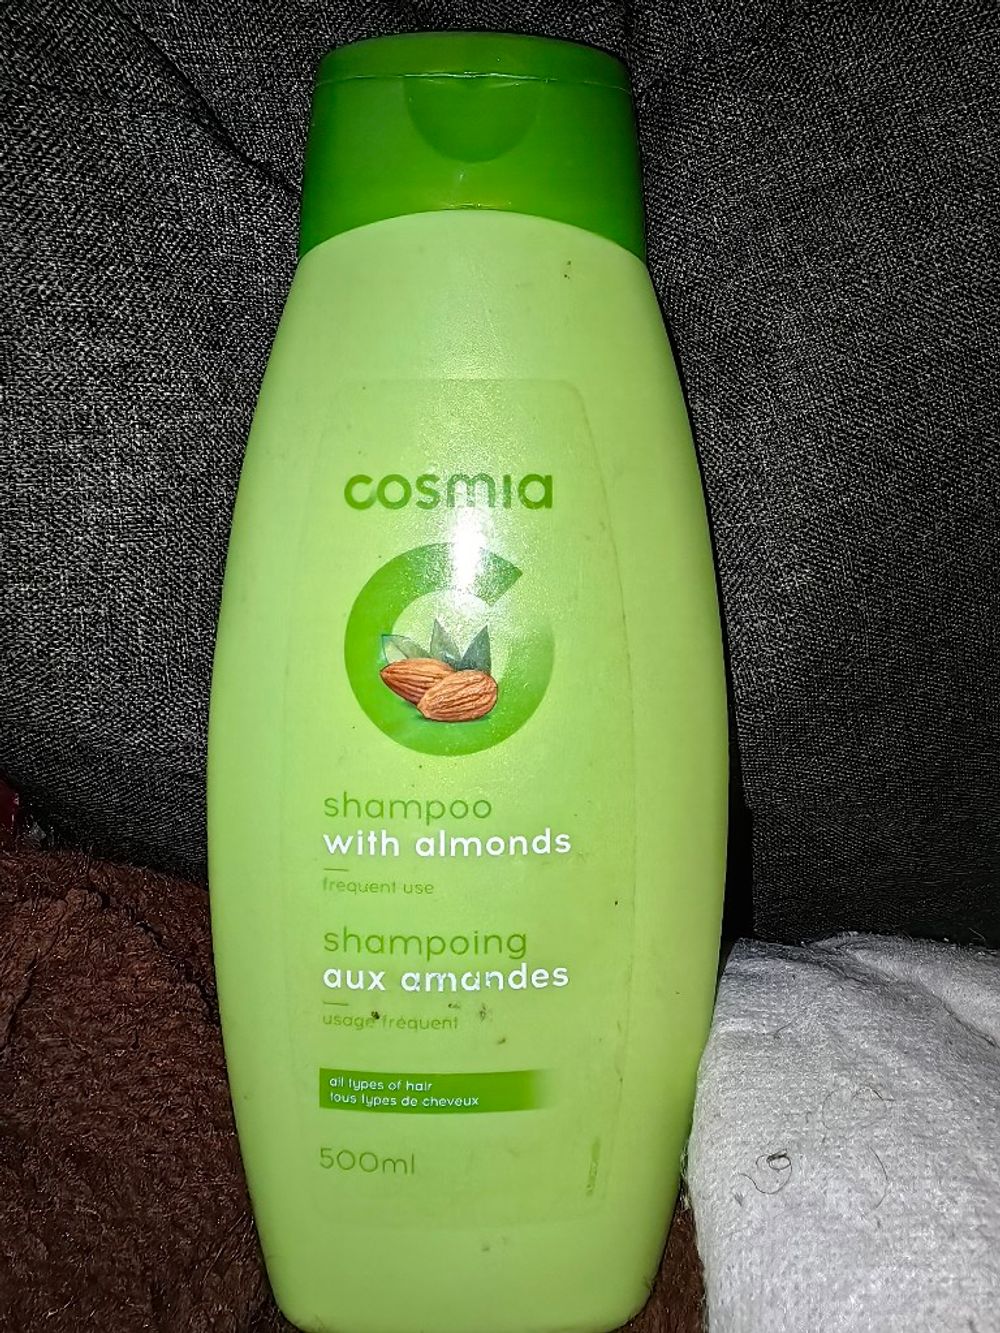 cosmia
shampoo
with almonds
frequent use
shampoing
aux amandes
usage fréquent
all types of hair
tous types de cheveux
500ml